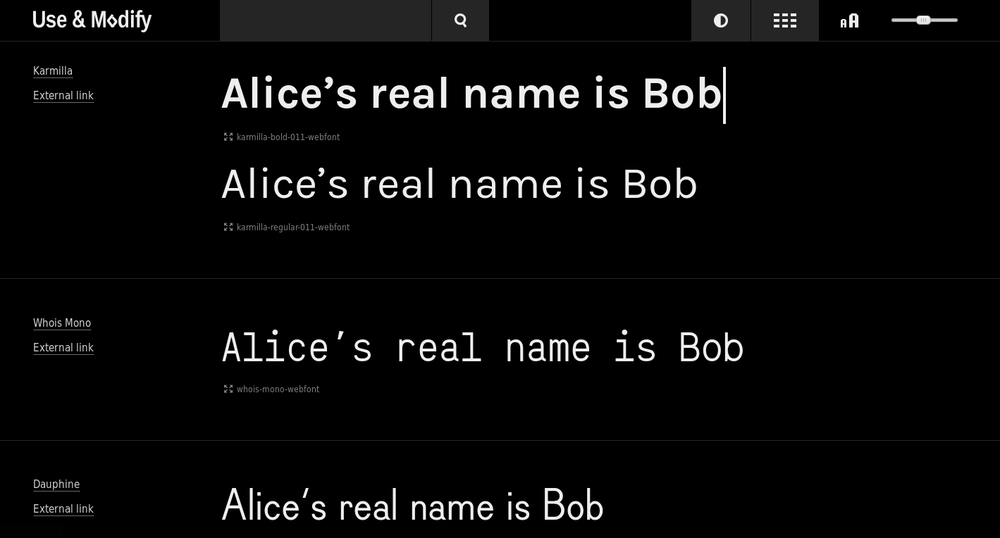 Use & Modify
AA
Karmilla
External link
Alice’s real name is Bob
karmilla-bold-011-webfont
Alice’s real name is Bob
karmilla-regular-011-webfont
Whois Mono
External link
Alice’s real name is Bob
whois-mono-webfont
Dauphine
External link
Alice’s real name is Bob